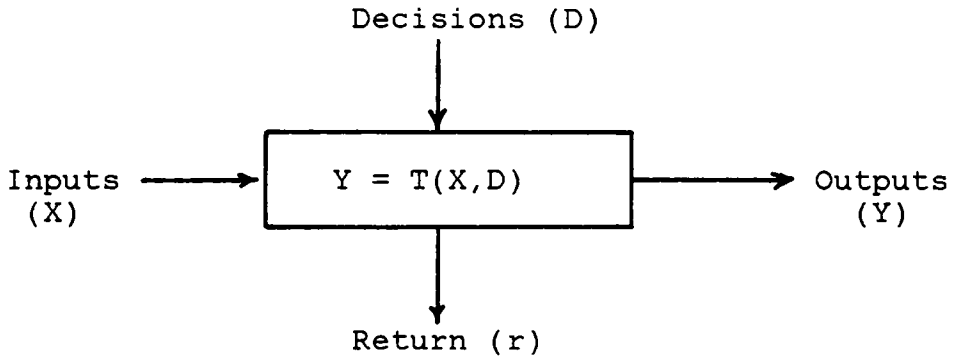 Decisions (D)
Inputs
(X)
Y = T(X,D)
Outputs
(Y)
Return (r)